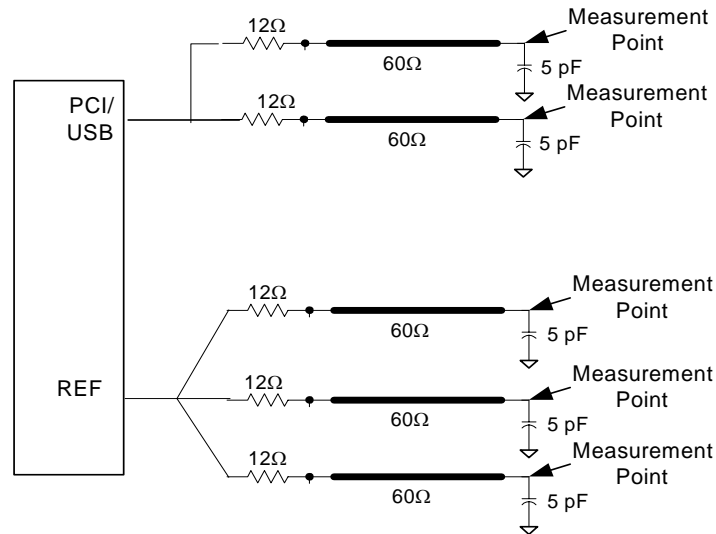 12Ω
Measurement
Point
60Ω
5 pF
PCI/
USB
12Ω
Measurement
Point
60Ω
5 pF
12Ω
Measurement
Point
60Ω
5 pF
REF
12Ω
Measurement
Point
60Ω
5 pF
12Ω
Measurement
Point
60Ω
5 pF